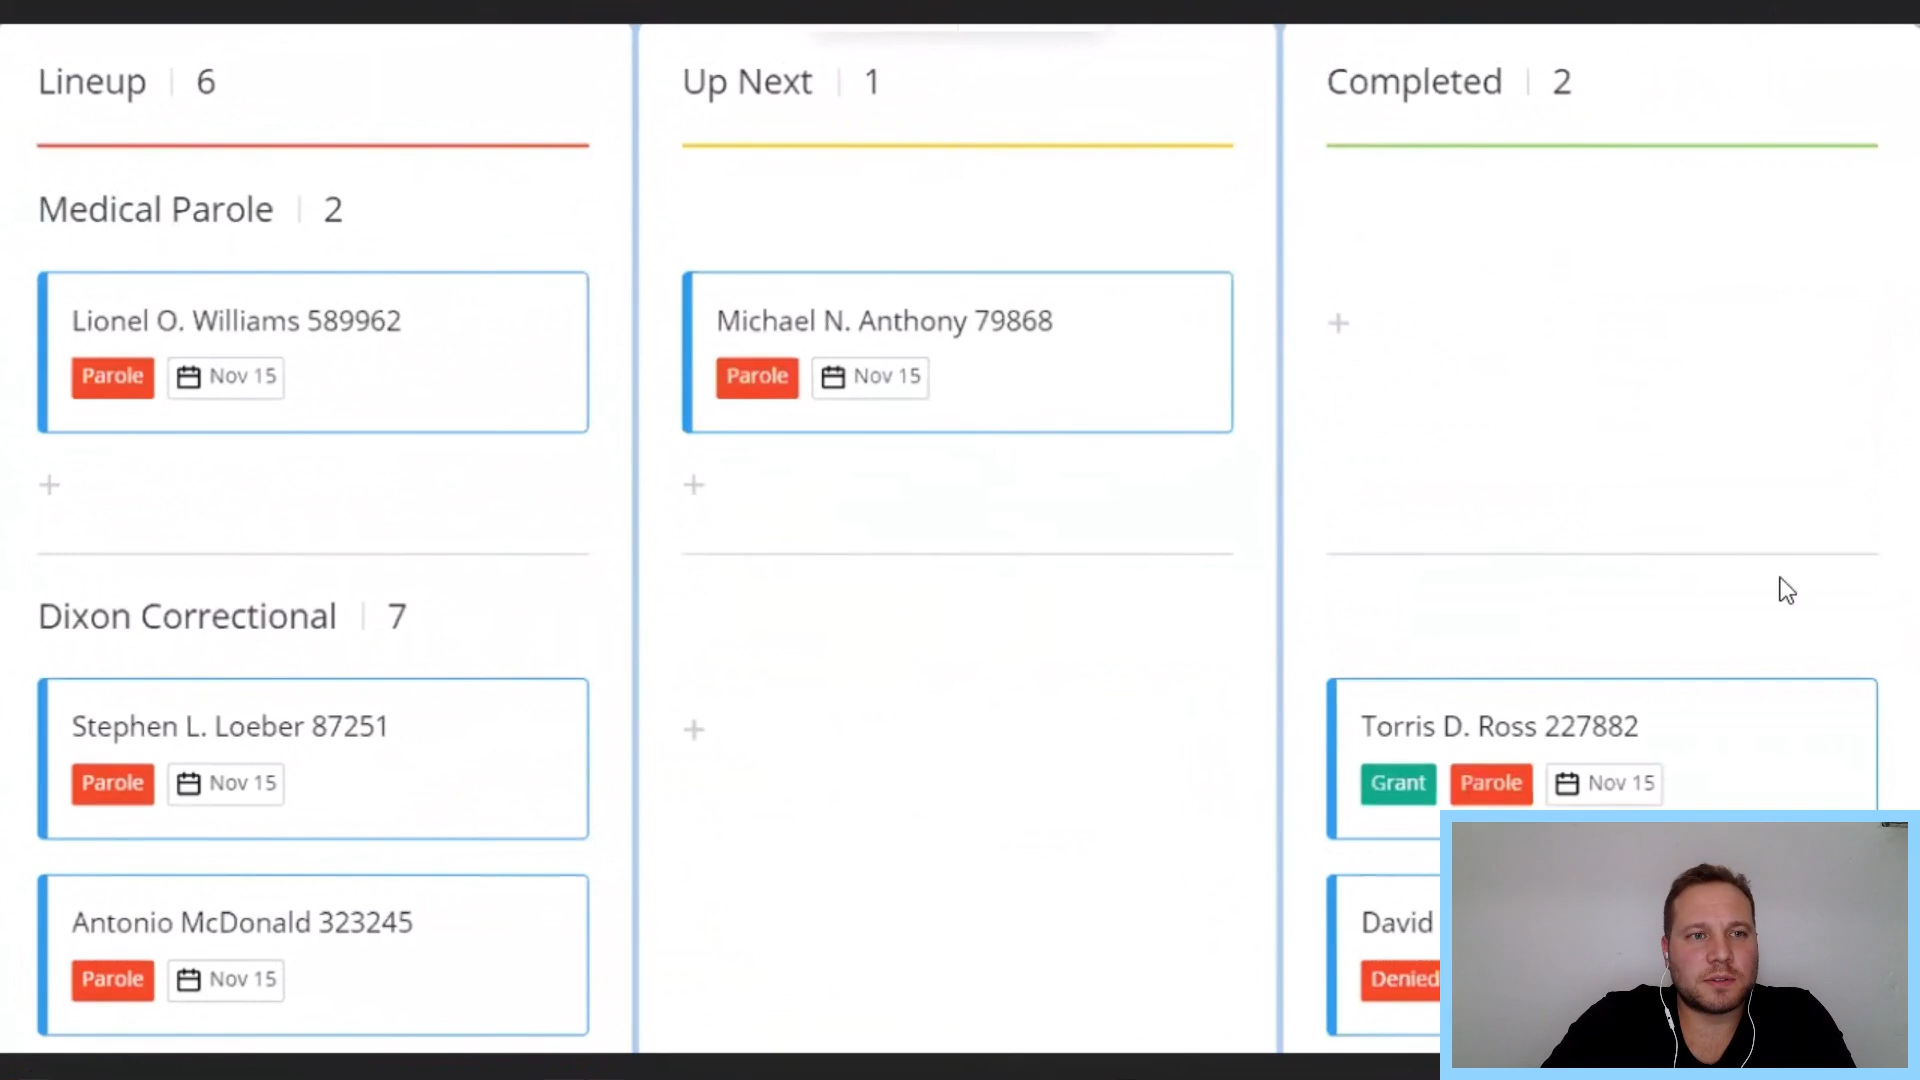 Lineup 6
Up Next 1
Completed 2
Medical Parole 2
Lionel O. Williams 589962
Parole Nov 15
Michael N. Anthony 79868
Parole Nov 15
Dixon Correctional 7
Stephen L. Loeber 87251
Parole Nov 15
Torris D. Ross 227882
Grant Parole Nov 15
Antonio McDonald 323245
Parole Nov 15
David
Denied